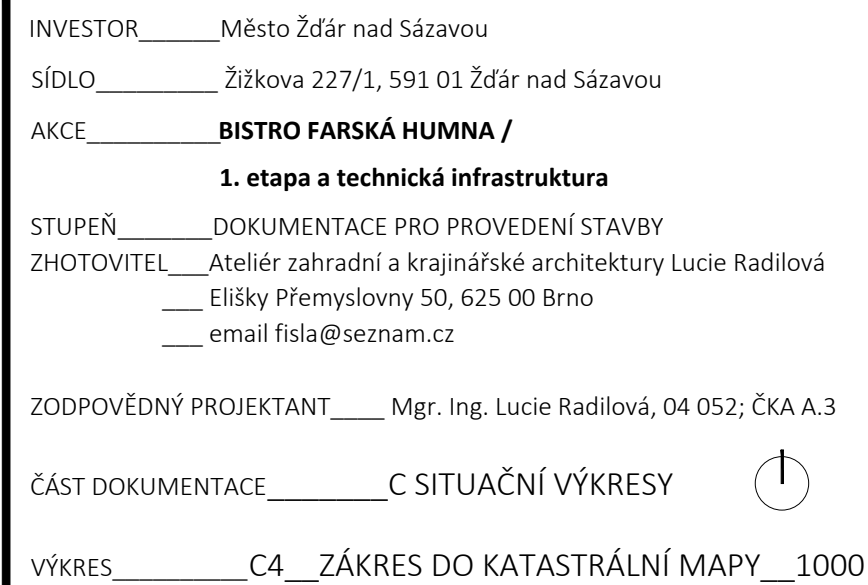 INVESTOR______Město Žďár nad Sázavou
SÍDLO_________ Žižkova 227/1, 591 01 Žďár nad Sázavou
AKCE__________BISTRO FARSKÁ HUMNA /
1. etapa a technická infrastruktura
STUPEŇ_______DOKUMENTACE PRO PROVEDENÍ STAVBY
ZHOTOVITEL___Ateliér zahradní a krajinářské architektury Lucie Radilová
___ Elišky Přemyslovny 50, 625 00 Brno
___ email fisla@seznam.cz
ZODPOVĚDNÝ PROJEKTANT____ Mgr. Ing. Lucie Radilová, 04 052; ČKA A.3
ČÁST DOKUMENTACE_______C SITUAČNÍ VÝKRESY
VÝKRES__________C4__ZÁKRES DO KATASTRÁLNÍ MAPY__1000